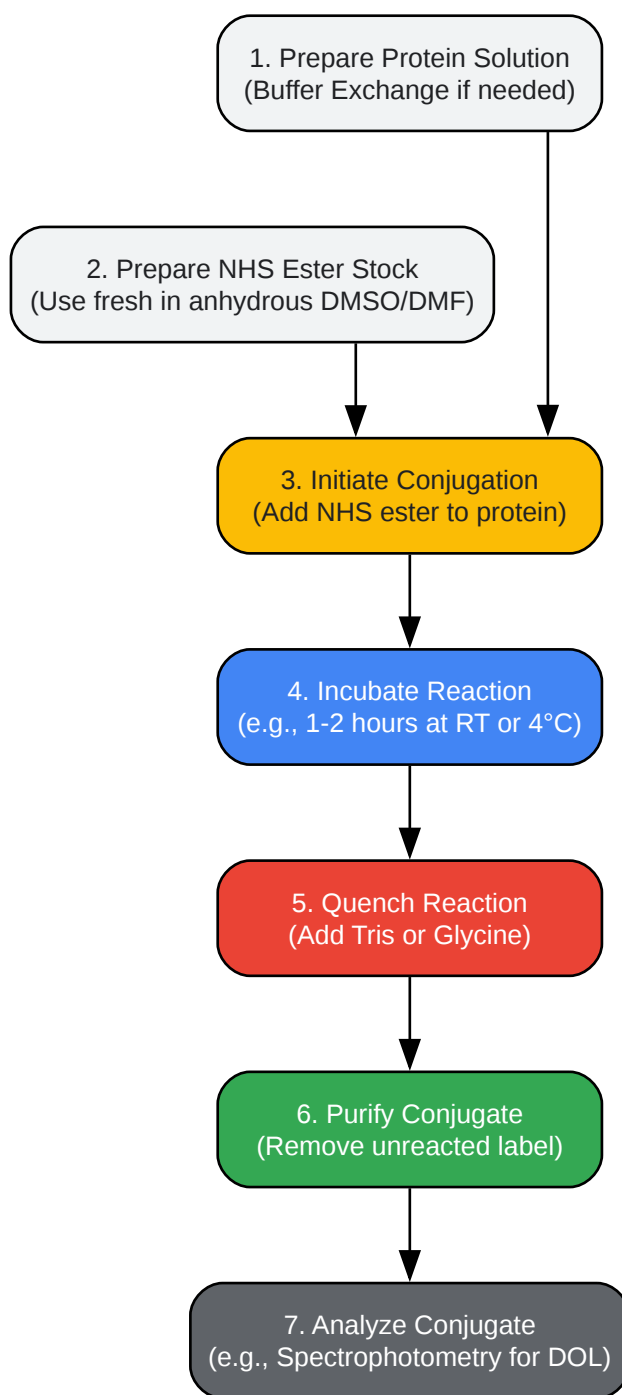 1. Prepare Protein Solution
(Buffer Exchange if needed)
2. Prepare NHS Ester Stock
(Use fresh in anhydrous DMSO/DMF)
3. Initiate Conjugation
(Add NHS ester to protein)
4. Incubate Reaction
(e.g., 1-2 hours at RT or 4°C)
5. Quench Reaction
(Add Tris or Glycine)
6. Purify Conjugate
(Remove unreacted label)
7. Analyze Conjugate
(e.g., Spectrophotometry for DOL)